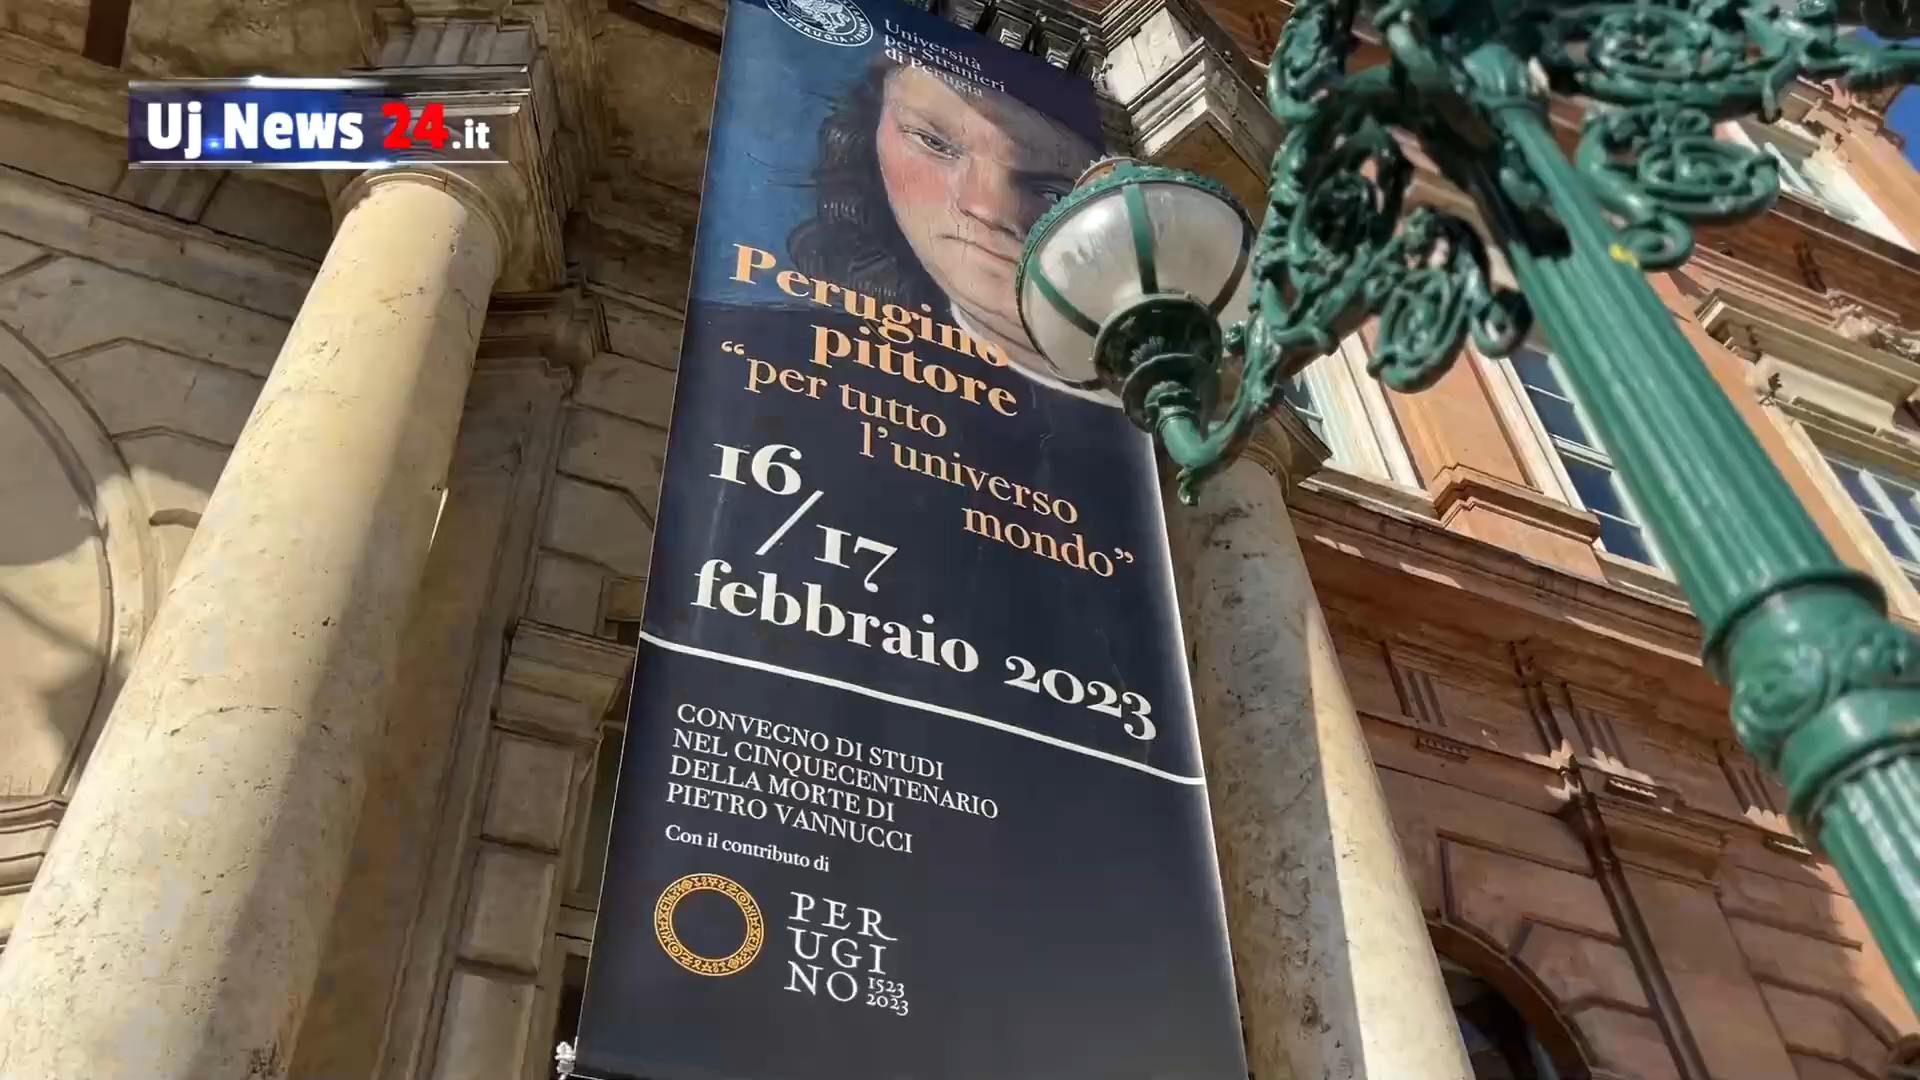 Uj.News 24.it
PERUGIA
Università
per Stranieri
di Perugia
Perugino
pittore
“per tutto
l’universo
mondo”
16
/17
febbraio 2023
CONVEGNO DI STUDI
NEL CINQUECENTENARIO
DELLA MORTE DI
PIETRO VANNUCCI
Con il contributo di
PER
UGI
NO 1523
2023